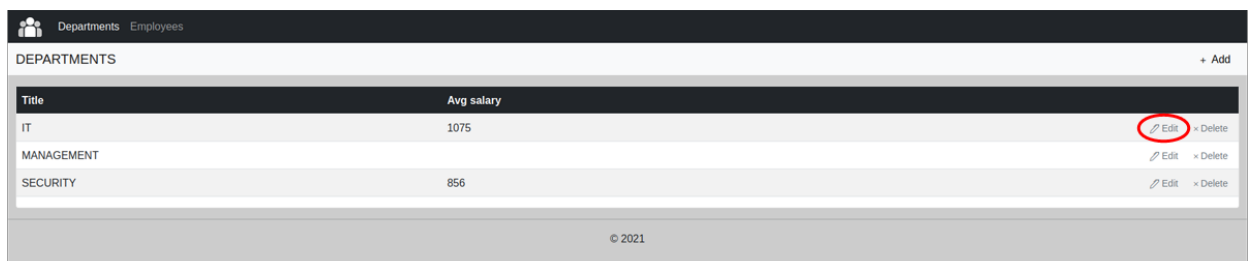 Departments Employees
DEPARTMENTS + Add
Title Avg salary
IT 1075 Edit × Delete
MANAGEMENT Edit × Delete
SECURITY 856 Edit × Delete
© 2021